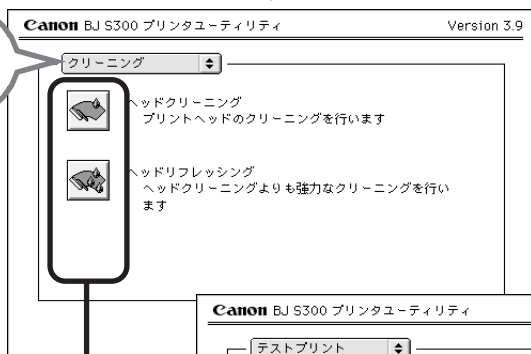 Canon BJ S300 プリンタユーティリティ Version 3.9
クリーニング
ヘッドクリーニング
プリントヘッドのクリーニングを行います
ヘッドリフレッシング
ヘッドクリーニングよりも強力なクリーニングを行い
ます
Canon BJ S300 プリンタユーティリティ
テストプリント